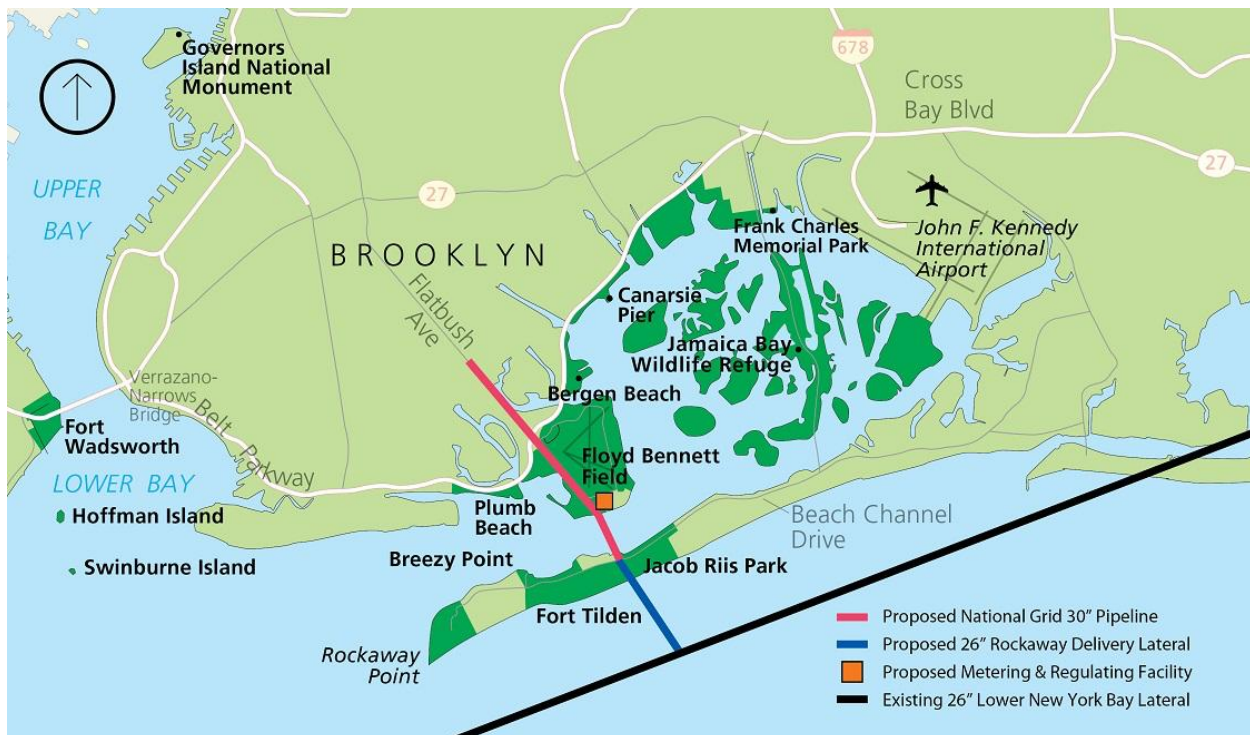 Governors
Island National
Monument
678
Cross
Bay Blvd
27
UPPER
BAY
27
BROOKLYN
Flatbush
Ave
Frank Charles
Memorial Park
John F. Kennedy
International
Airport
Canarsie
Pier
Jamaica Bay
Wildlife Refuge
Bergen Beach
Verrazano-
Narrows
Bridge
Belt Parkway
Fort
Wadsworth
Floyd Bennett
Field
LOWER BAY
Hoffman Island
Plumb
Beach
Beach Channel
Drive
Swinburne Island
Breezy Point
Jacob Riis Park
Fort Tilden
Rockaway
Point
Proposed National Grid 30" Pipeline
Proposed 26" Rockaway Delivery Lateral
Proposed Metering & Regulating Facility
Existing 26" Lower New York Bay Lateral